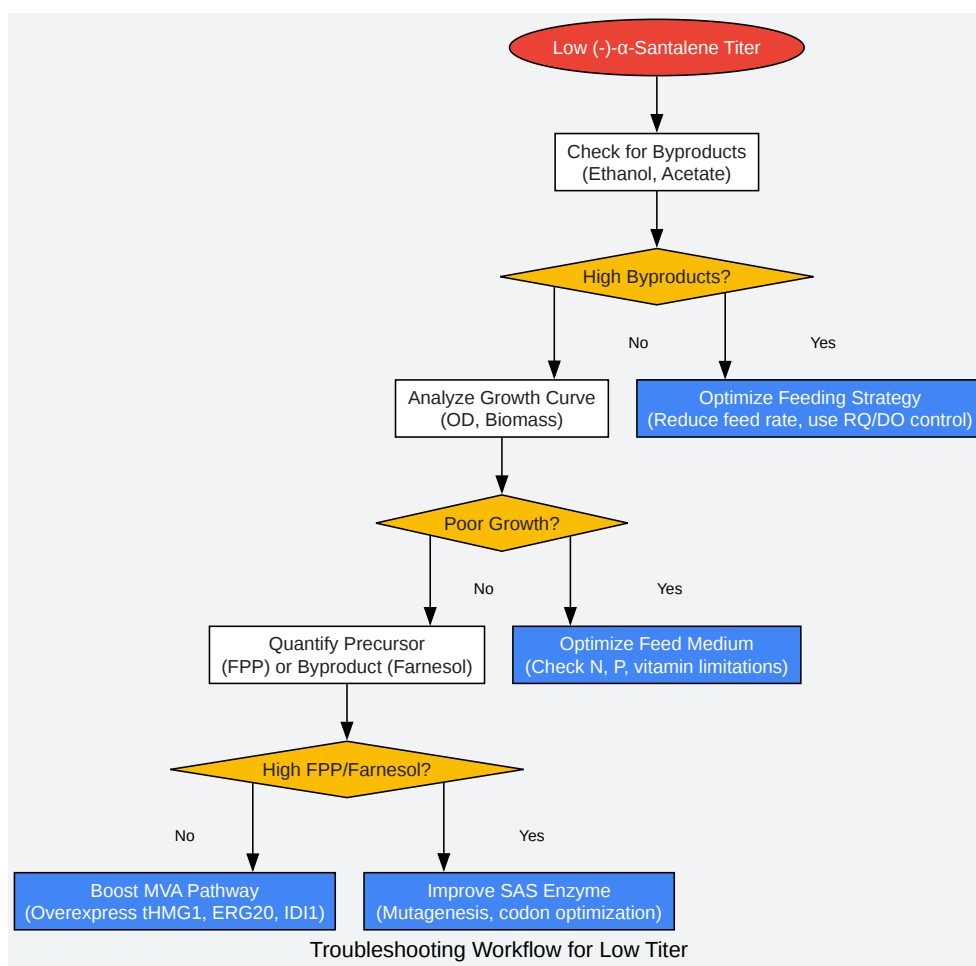 Low (-)-α-Santalene Titer
Check for Byproducts
(Ethanol, Acetate)
High Byproducts?
No
Yes
Analyze Growth Curve
(OD, Biomass)
Optimize Feeding Strategy
(Reduce feed rate, use RQ/DO control)
Poor Growth?
No
Yes
Quantify Precursor
(FPP) or Byproduct (Farnesol)
Optimize Feed Medium
(Check N, P, vitamin limitations)
High FPP/Farnesol?
No
Yes
Boost MVA Pathway
(Overexpress tHMG1, ERG20, IDI1)
Improve SAS Enzyme
(Mutagenesis, codon optimization)
Troubleshooting Workflow for Low Titer